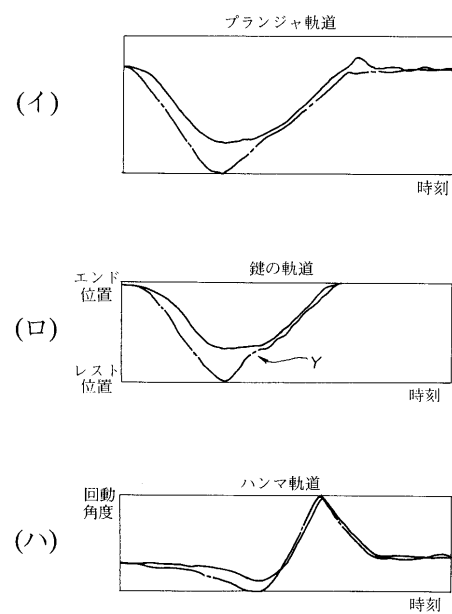 プランジャ軌道
(イ)
時刻
鍵の軌道
エンド
位置
(ロ)
Y
レスト
位置
時刻
ハンマ軌道
回動
角度
(ハ)
時刻